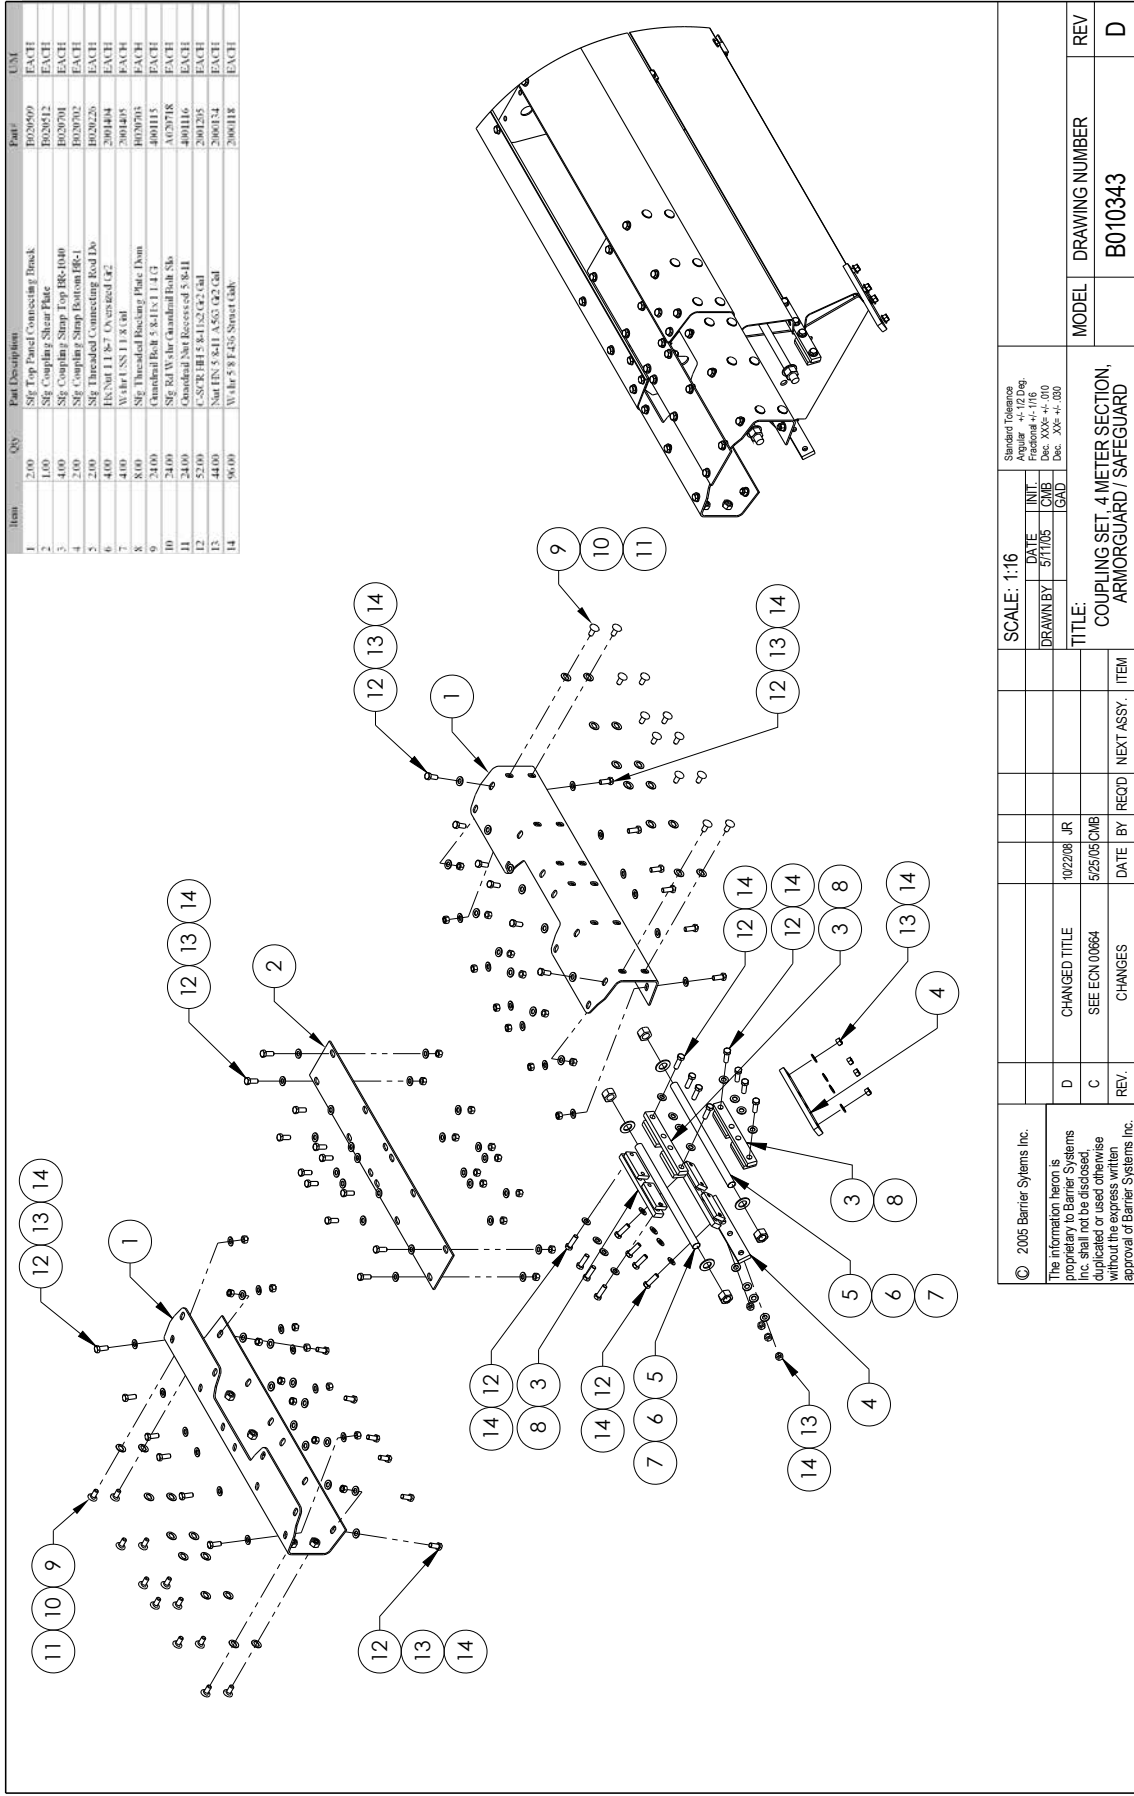 Item Qty Part Description Part# U/M
1 2.00 Sfg Top Panel Connecting Brack B020509 EACH
2 1.00 Sfg Coupling Shear Plate B020512 EACH
3 4.00 Sfg Coupling Strap Top BR-1040 B020701 EACH
4 2.00 Sfg Coupling Strap Bottom BR-1 B020702 EACH
5 2.00 Sfg Threaded Connecting Rod Do B020226 EACH
6 4.00 Hx Nut 1 1/8-7 Oversized Gr2 2001404 EACH
7 4.00 Wshr USS 1 1/8 Gal 2001405 EACH
8 8.00 Sfg Threaded Backing Plate Dom B020703 EACH
9 24.00 Guardrail Bolt 5/8-11x1 1/4 G 4001115 EACH
10 24.00 Sfg Rd Wshr Guardrail Bolt Slo A020718 EACH
11 24.00 Guardrail Nut Recessed 5/8-11 4001116 EACH
12 52.00 C-SCR HH 5/8-11x2 Gr2 Gal 2001205 EACH
13 44.00 Nut HN 5/8-11 A563 Gr2 Gal 2000134 EACH
14 96.00 Wshr 5/8 F436 Struct Galv 2000118 EACH
11 10 9
12 13 14
1
12 13 14
2
12 13 14
1
12 13 14
9
10
11
12 13 14
12
13
14
14 12
8 3
14 12
7 6 5
14 13
4
12 14
12 14
3 8
13 14
4
3 8
5 6 7
© 2005 Barrier Sytems Inc.
The information heron is
proprietary to Barrier Systems
Inc. shall not be disclosed,
duplicated or used otherwise
without the express written
approval of Barrier Systems Inc.
D CHANGED TITLE 10/22/08 JR
C SEE ECN 00664 5/25/05 CMB
REV. CHANGES DATE BY REQ'D NEXT ASSY. ITEM
SCALE: 1:16
DATE INIT.
DRAWN BY 5/11/05 CMB
GAD
Standard Tolerance
Angular +/- 1/2 Deg.
Fractional +/- 1/16
Dec. .XXX= +/- .010
Dec. .XX= +/- .030
TITLE:
COUPLING SET, 4 METER SECTION,
ARMORGUARD / SAFEGUARD
MODEL DRAWING NUMBER REV
B010343 D